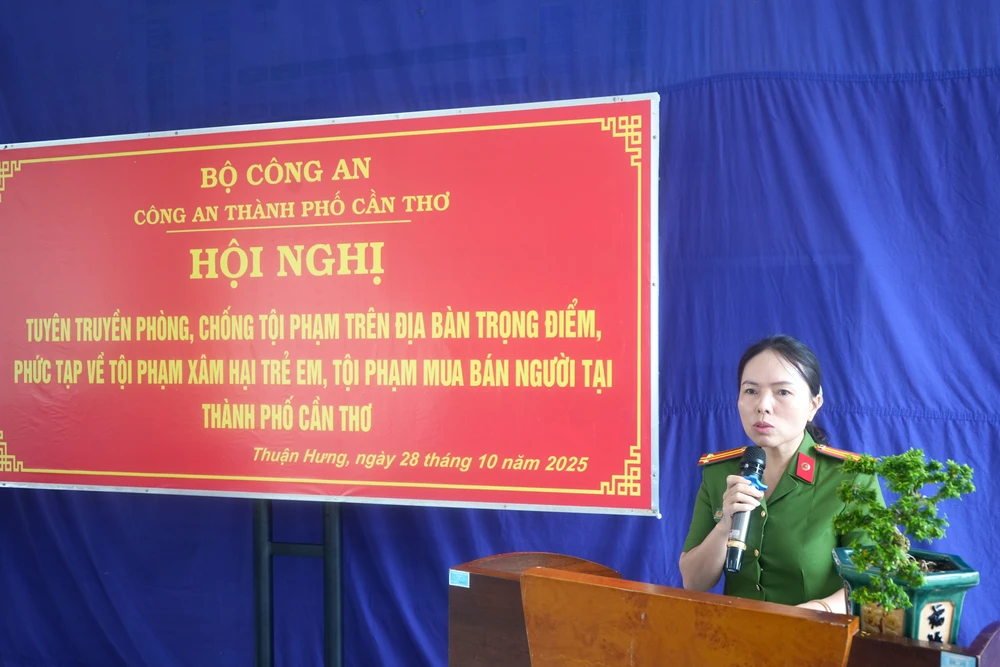 BỘ CÔNG AN
CÔNG AN THÀNH PHỐ CẦN THƠ
HỘI NGHỊ
TUYÊN TRUYỀN PHÒNG, CHỐNG TỘI PHẠM TRÊN ĐỊA BÀN TRỌNG ĐIỂM,
PHỨC TẠP VỀ TỘI PHẠM XÂM HẠI TRẺ EM, TỘI PHẠM MUA BÁN NGƯỜI TẠI
THÀNH PHỐ CẦN THƠ
Thuận Hưng, ngày 28 tháng 10 năm 2025
福